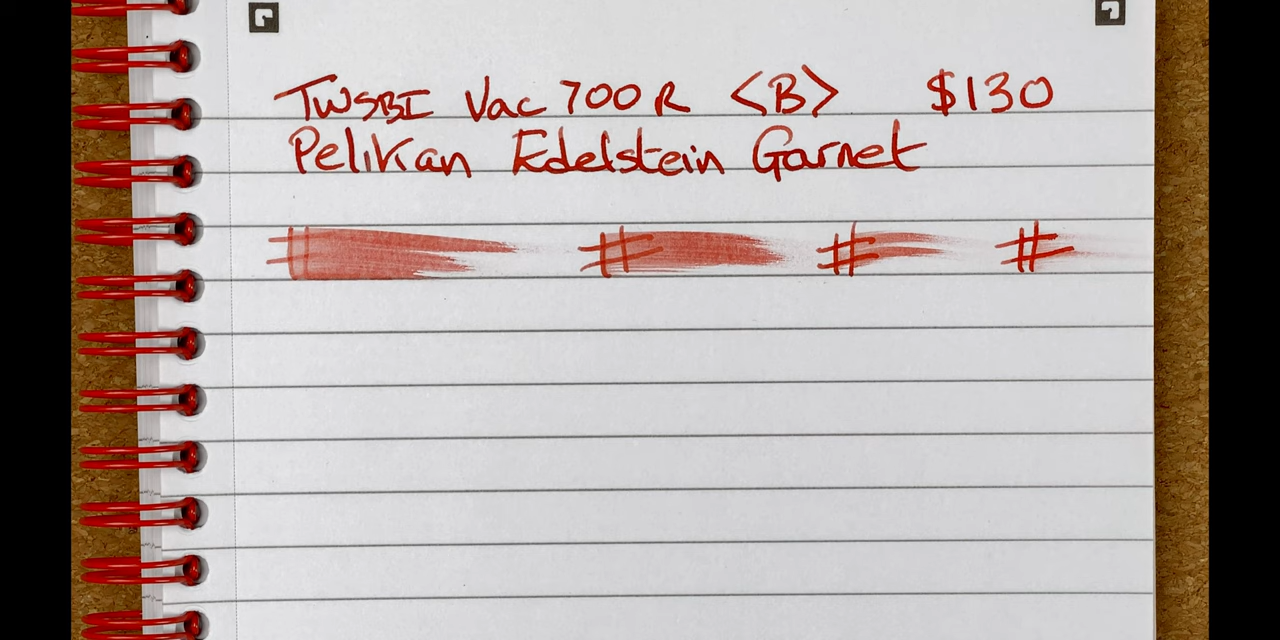 TWSBI Vac 700 R <B> $130
Pelikan Edelstein Garnet
# # # #